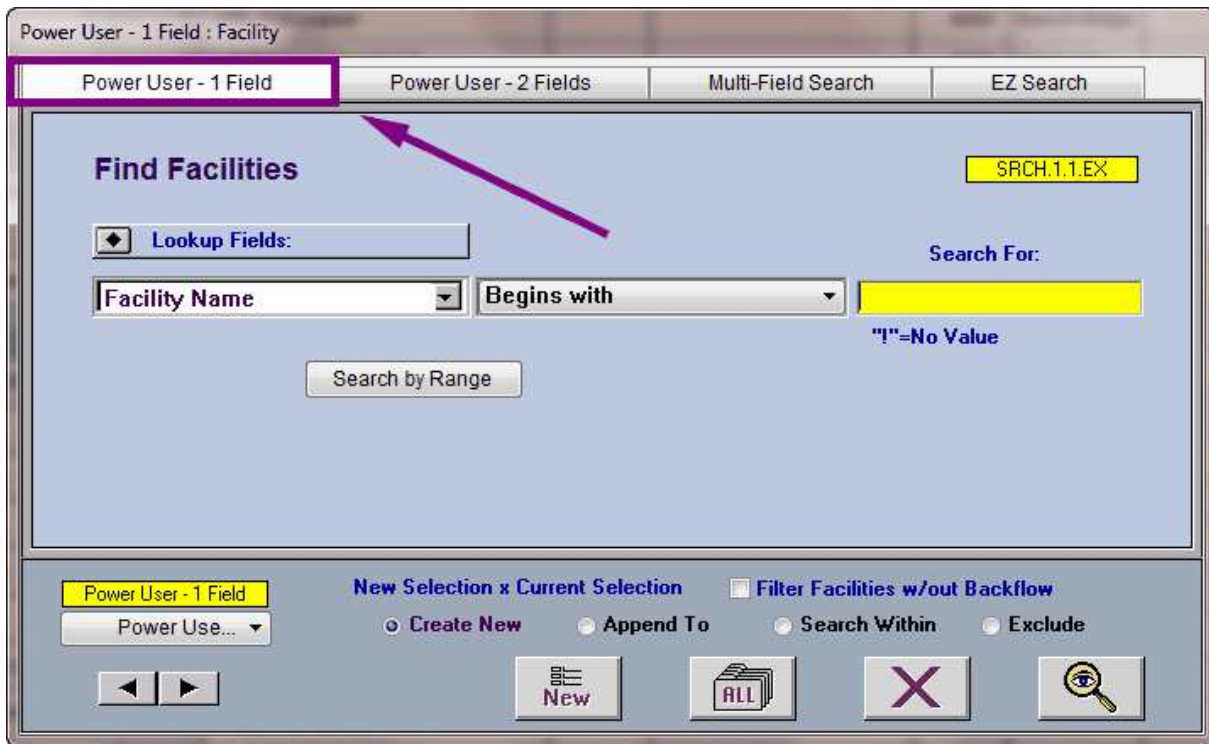 Power User - 1 Field : Facility
Power User - 1 Field Power User - 2 Fields Multi-Field Search EZ Search
Find Facilities SRCH.1.1.EX
Lookup Fields:
Search For:
Facility Name Begins with
"!"=No Value
Search by Range
Power User - 1 Field New Selection x Current Selection Filter Facilities w/out Backflow
Power Use... Create New Append To Search Within Exclude
New ALL